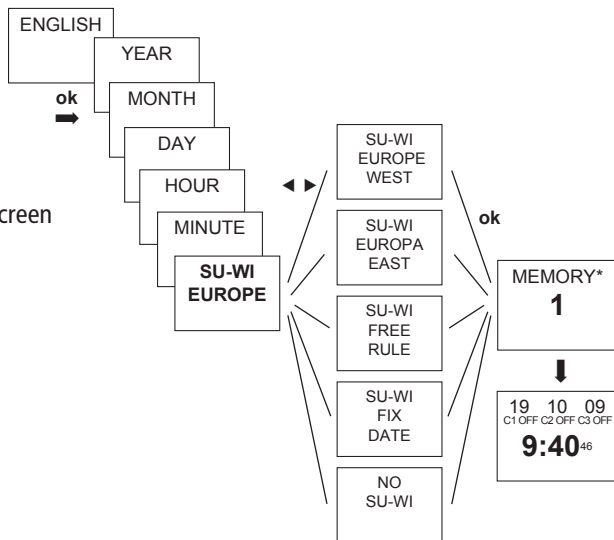 ENGLISH
YEAR
ok
MONTH
DAY
HOUR
creen
MINUTE
SU-WI
EUROPE
SU-WI
EUROPE
WEST
SU-WI
EUROPA
EAST
SU-WI
FREE
RULE
SU-WI
FIX
DATE
NO
SU-WI
ok
MEMORY*
1
19 10 09
C1 OFF C2 OFF C3 OFF
9:40 46